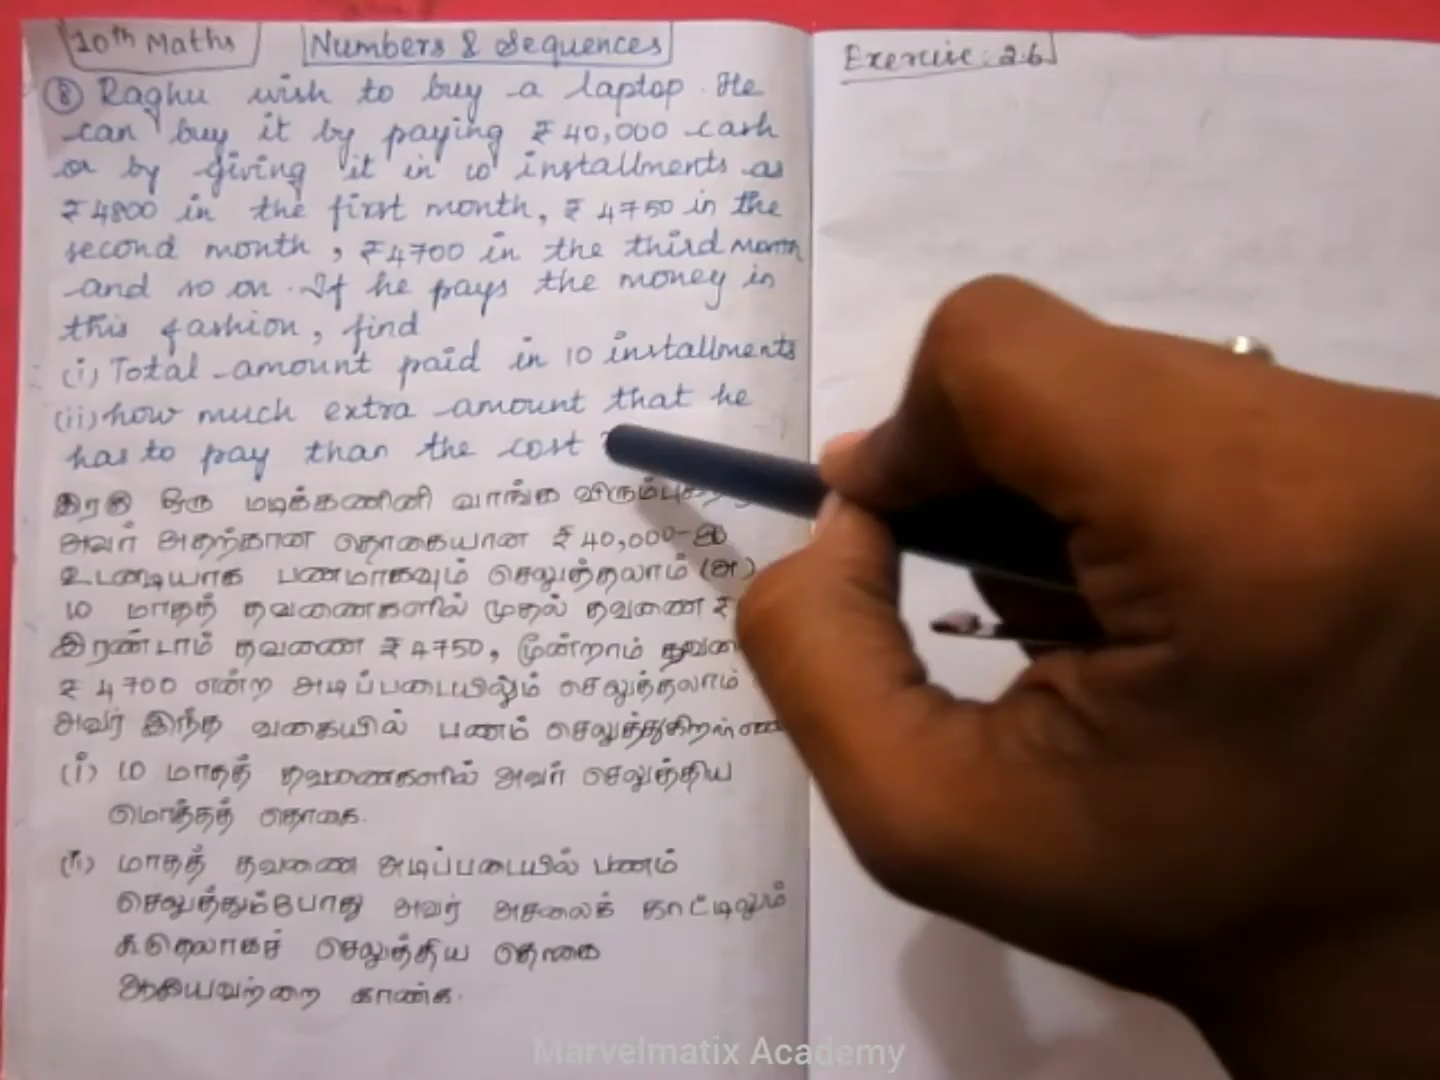 10th Maths
Numbers & Sequences
Exercise: 2.6
⑧ Raghu wish to buy a laptop. He
can buy it by paying ₹ 40,000 cash
or by giving it in 10 installments as
₹ 4800 in the first month, ₹ 4750 in the
second month, ₹4700 in the third month
and so on. If he pays the money in
this fashion, find
(i) Total amount paid in 10 installments
(ii) how much extra amount that he
has to pay than the cost
இரகு ஒரு மடிக்கணினி வாங்க
அவர் அதற்கான தொகையான ₹ 40,000-ஐ
உடனடியாக பணமாகவும் செலுத்தலாம் (அ)
10 மாதத் தவணைகளில் முதல் தவணை ₹
இரண்டாம் தவணை ₹ 4750, மூன்றாம்
₹ 4700 என்ற அடிப்படையிலும் செலுத்தலாம்
அவர் இந்த வகையில் பணம்
(i) 10 மாதத் தவணைகளில் அவர் செலுத்திய
மொத்தத் தொகை.
(ii) மாதத் தவணை அடிப்படையில் பணம்
செலுத்தும்போது அவர் அசலைக் காட்டிலும்
கூடுதலாகச் செலுத்திய தொகை
ஆகியவற்றை காண்க.
Marvelmatix Academy